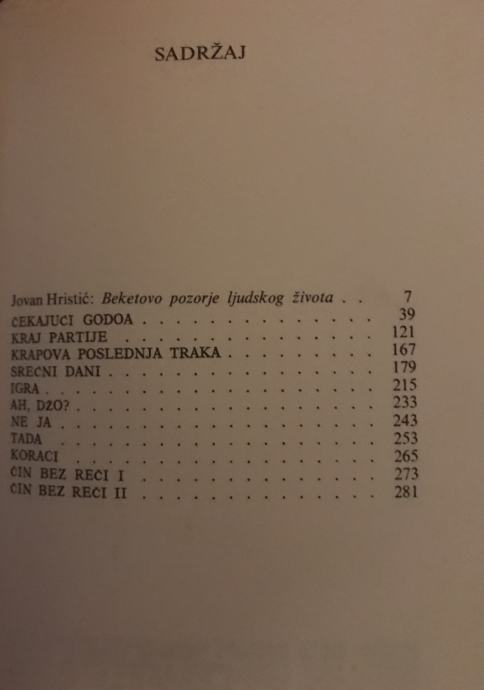 SADRŽAJ
Jovan Hristić: Beketovo pozorje ljudskog života . . 7
ČEKAJUĆI GODOA . . . . . . . . . . . . . . 39
KRAJ PARTIJE . . . . . . . . . . . . . . . 121
KRAPOVA POSLEDNJA TRAKA . . . . . . . . . 167
SREĆNI DANI . . . . . . . . . . . . . . . . 179
IGRA . . . . . . . . . . . . . . . . . . . . 215
AH, DŽO? . . . . . . . . . . . . . . . . . . 233
NE JA . . . . . . . . . . . . . . . . . . . 243
TADA . . . . . . . . . . . . . . . . . . . 253
KORACI . . . . . . . . . . . . . . . . . . 265
ČIN BEZ REČI I . . . . . . . . . . . . . . 273
ČIN BEZ REČI II . . . . . . . . . . . . . . 281